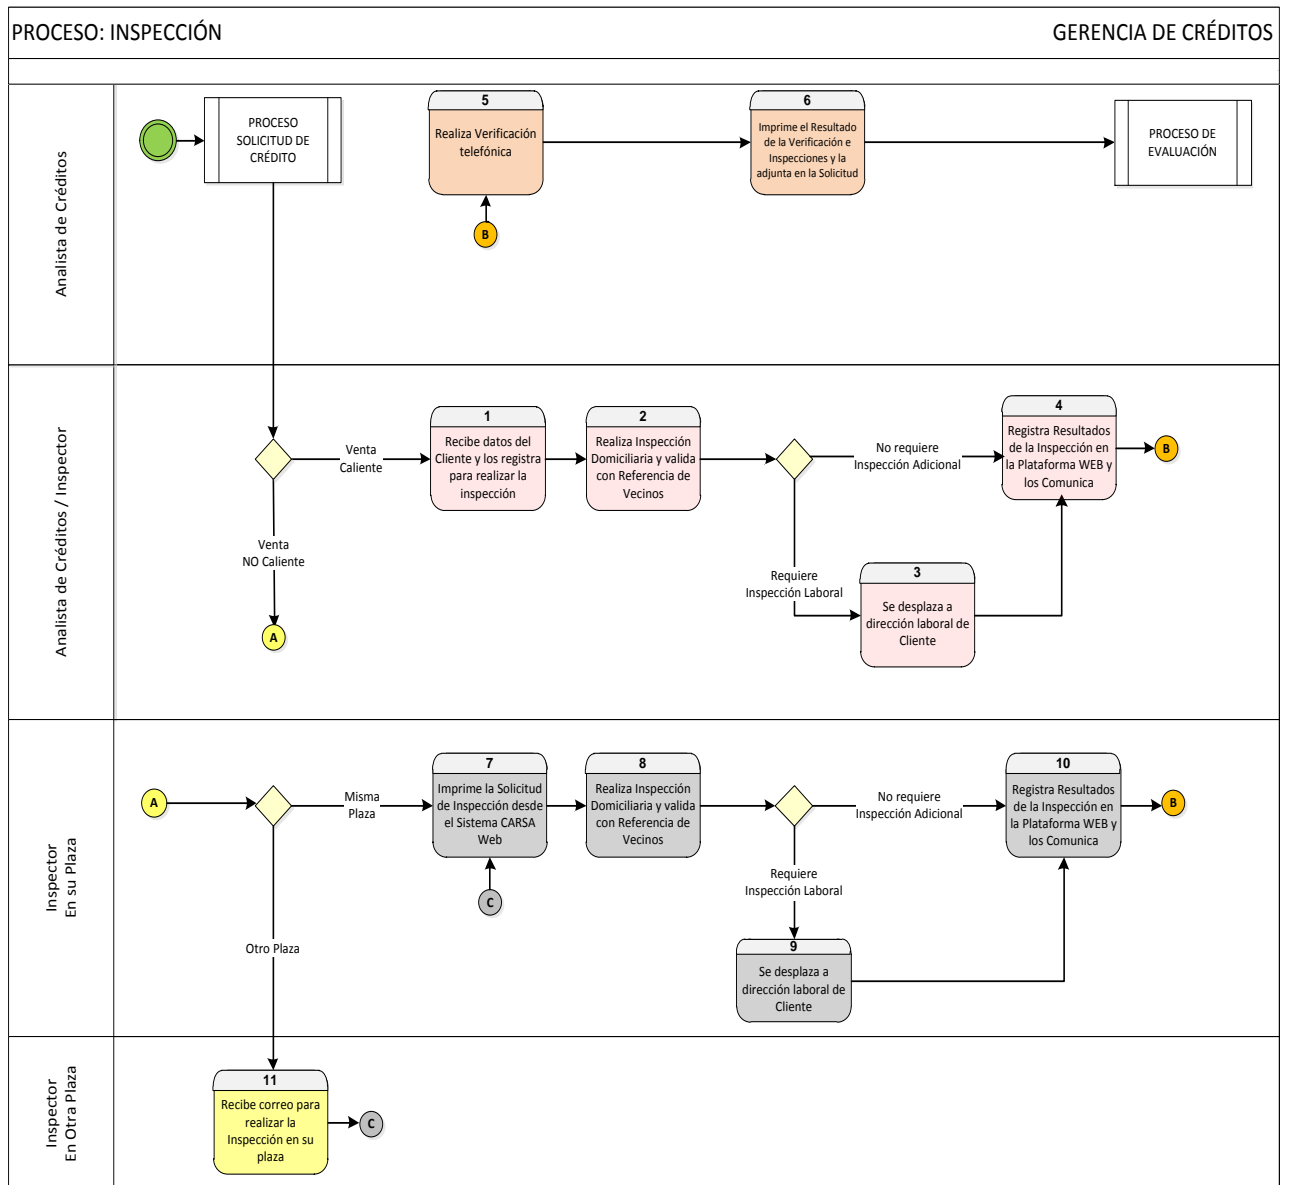 PROCESO: INSPECCIÓN
GERENCIA DE CRÉDITOS
Analista de Créditos
PROCESO
SOLICITUD DE
CRÉDITO
5
Realiza Verificación
telefónica
B
6
Imprime el Resultado
de la Verificación e
Inspecciones y la
adjunta en la Solicitud
PROCESO DE
EVALUACIÓN
Analista de Créditos / Inspector
Venta
Caliente
Venta
NO Caliente
A
1
Recibe datos del
Cliente y los registra
para realizar la
inspección
2
Realiza Inspección
Domiciliaria y valida
con Referencia de
Vecinos
No requiere
Inspección Adicional
Requiere
Inspección Laboral
3
Se desplaza a
dirección laboral de
Cliente
4
Registra Resultados
de la Inspección en
la Plataforma WEB y
los Comunica
B
Inspector
En su Plaza
A
Misma
Plaza
Otro Plaza
7
Imprime la Solicitud
de Inspección desde
el Sistema CARSA
Web
C
8
Realiza Inspección
Domiciliaria y valida
con Referencia de
Vecinos
No requiere
Inspección Adicional
Requiere
Inspección Laboral
9
Se desplaza a
dirección laboral de
Cliente
10
Registra Resultados
de la Inspección en
la Plataforma WEB y
los Comunica
B
Inspector
En Otra Plaza
11
Recibe correo para
realizar la
Inspección en su
plaza
C